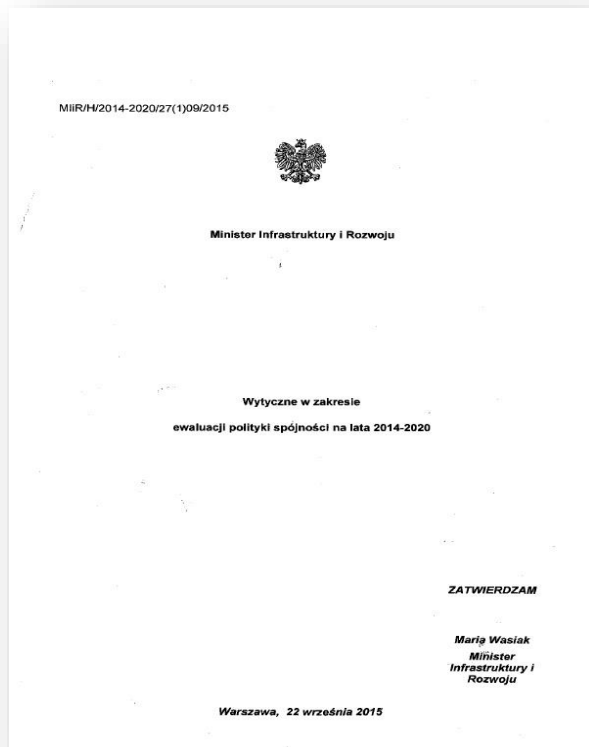 MIiR/H/2014-2020/27(1)09/2015
Minister Infrastruktury i Rozwoju
Wytyczne w zakresie
ewaluacji polityki spójności na lata 2014-2020
ZATWIERDZAM
Maria Wasiak
Minister
Infrastruktury i
Rozwoju
Warszawa, 22 września 2015